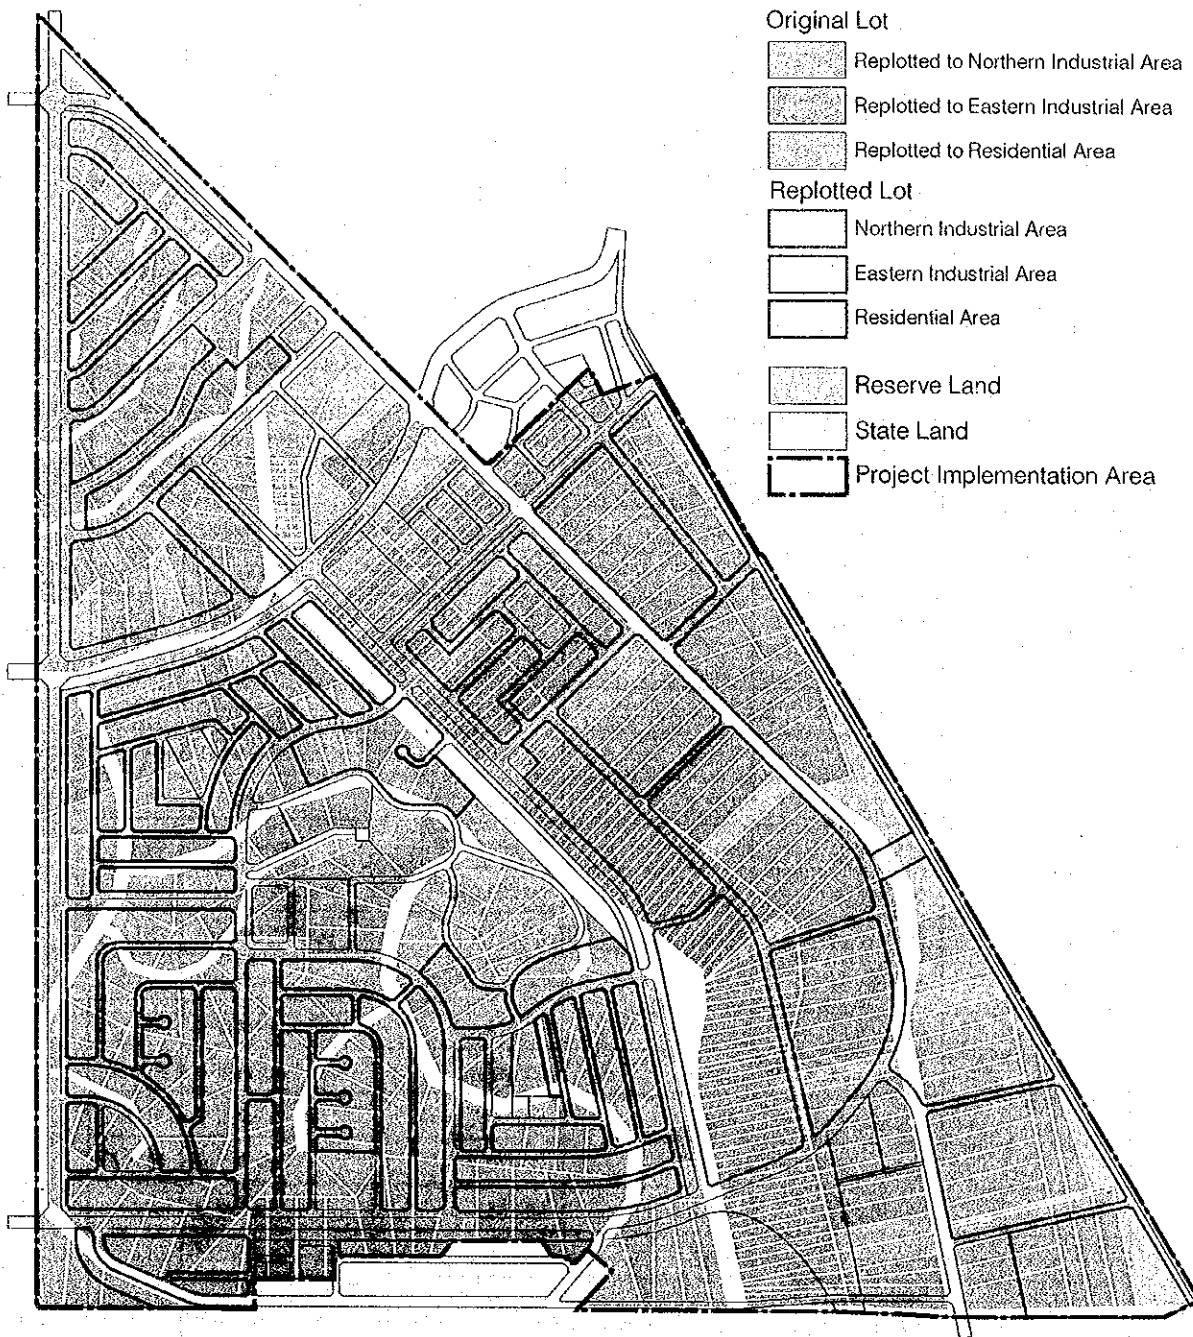 Original Lot
Replotted to Northern Industrial Area
Replotted to Eastern Industrial Area
Replotted to Residential Area
Replotted Lot
Northern Industrial Area
Eastern Industrial Area
Residential Area
Reserve Land
State Land
Project Implementation Area